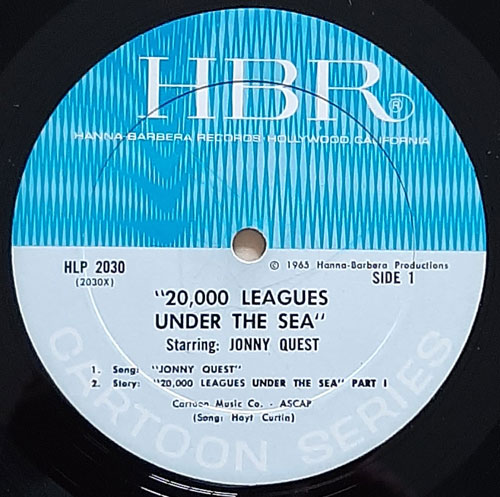 HBR®
HANNA-BARBERA RECORDS·HOLLYWOOD, CALIFORNIA
HLP 2030
(2030X)
© 1965 Hanna-Barbera Productions
SIDE 1
"20,000 LEAGUES
UNDER THE SEA"
Starring: JONNY QUEST
1. Song: "JONNY QUEST"
2. Story: "20,000 LEAGUES UNDER THE SEA" PART I
Cartoon Music Co. - ASCAP
(Song: Hoyt Curtin)
CARTOON SERIES